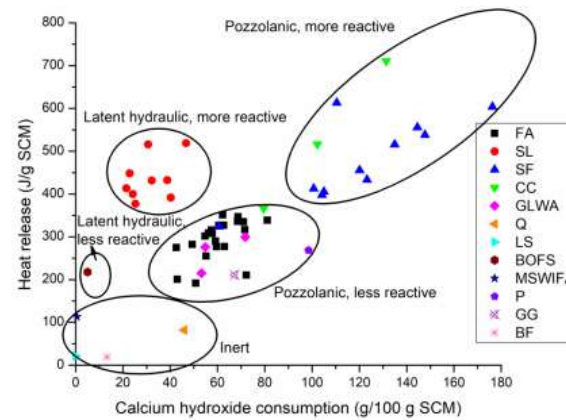 Pozzolanic, more reactive
Latent hydraulic, more reactive
Latent hydraulic,
less reactive
Pozzolanic, less reactive
Inert
Heat release (J/g SCM)
800
700
600
500
400
300
200
100
0
0 20 40 60 80 100 120 140 160 180
Calcium hydroxide consumption (g/100 g SCM)
FA
SL
SF
CC
GLWA
Q
LS
BOFS
MSWIFA
P
GG
BF